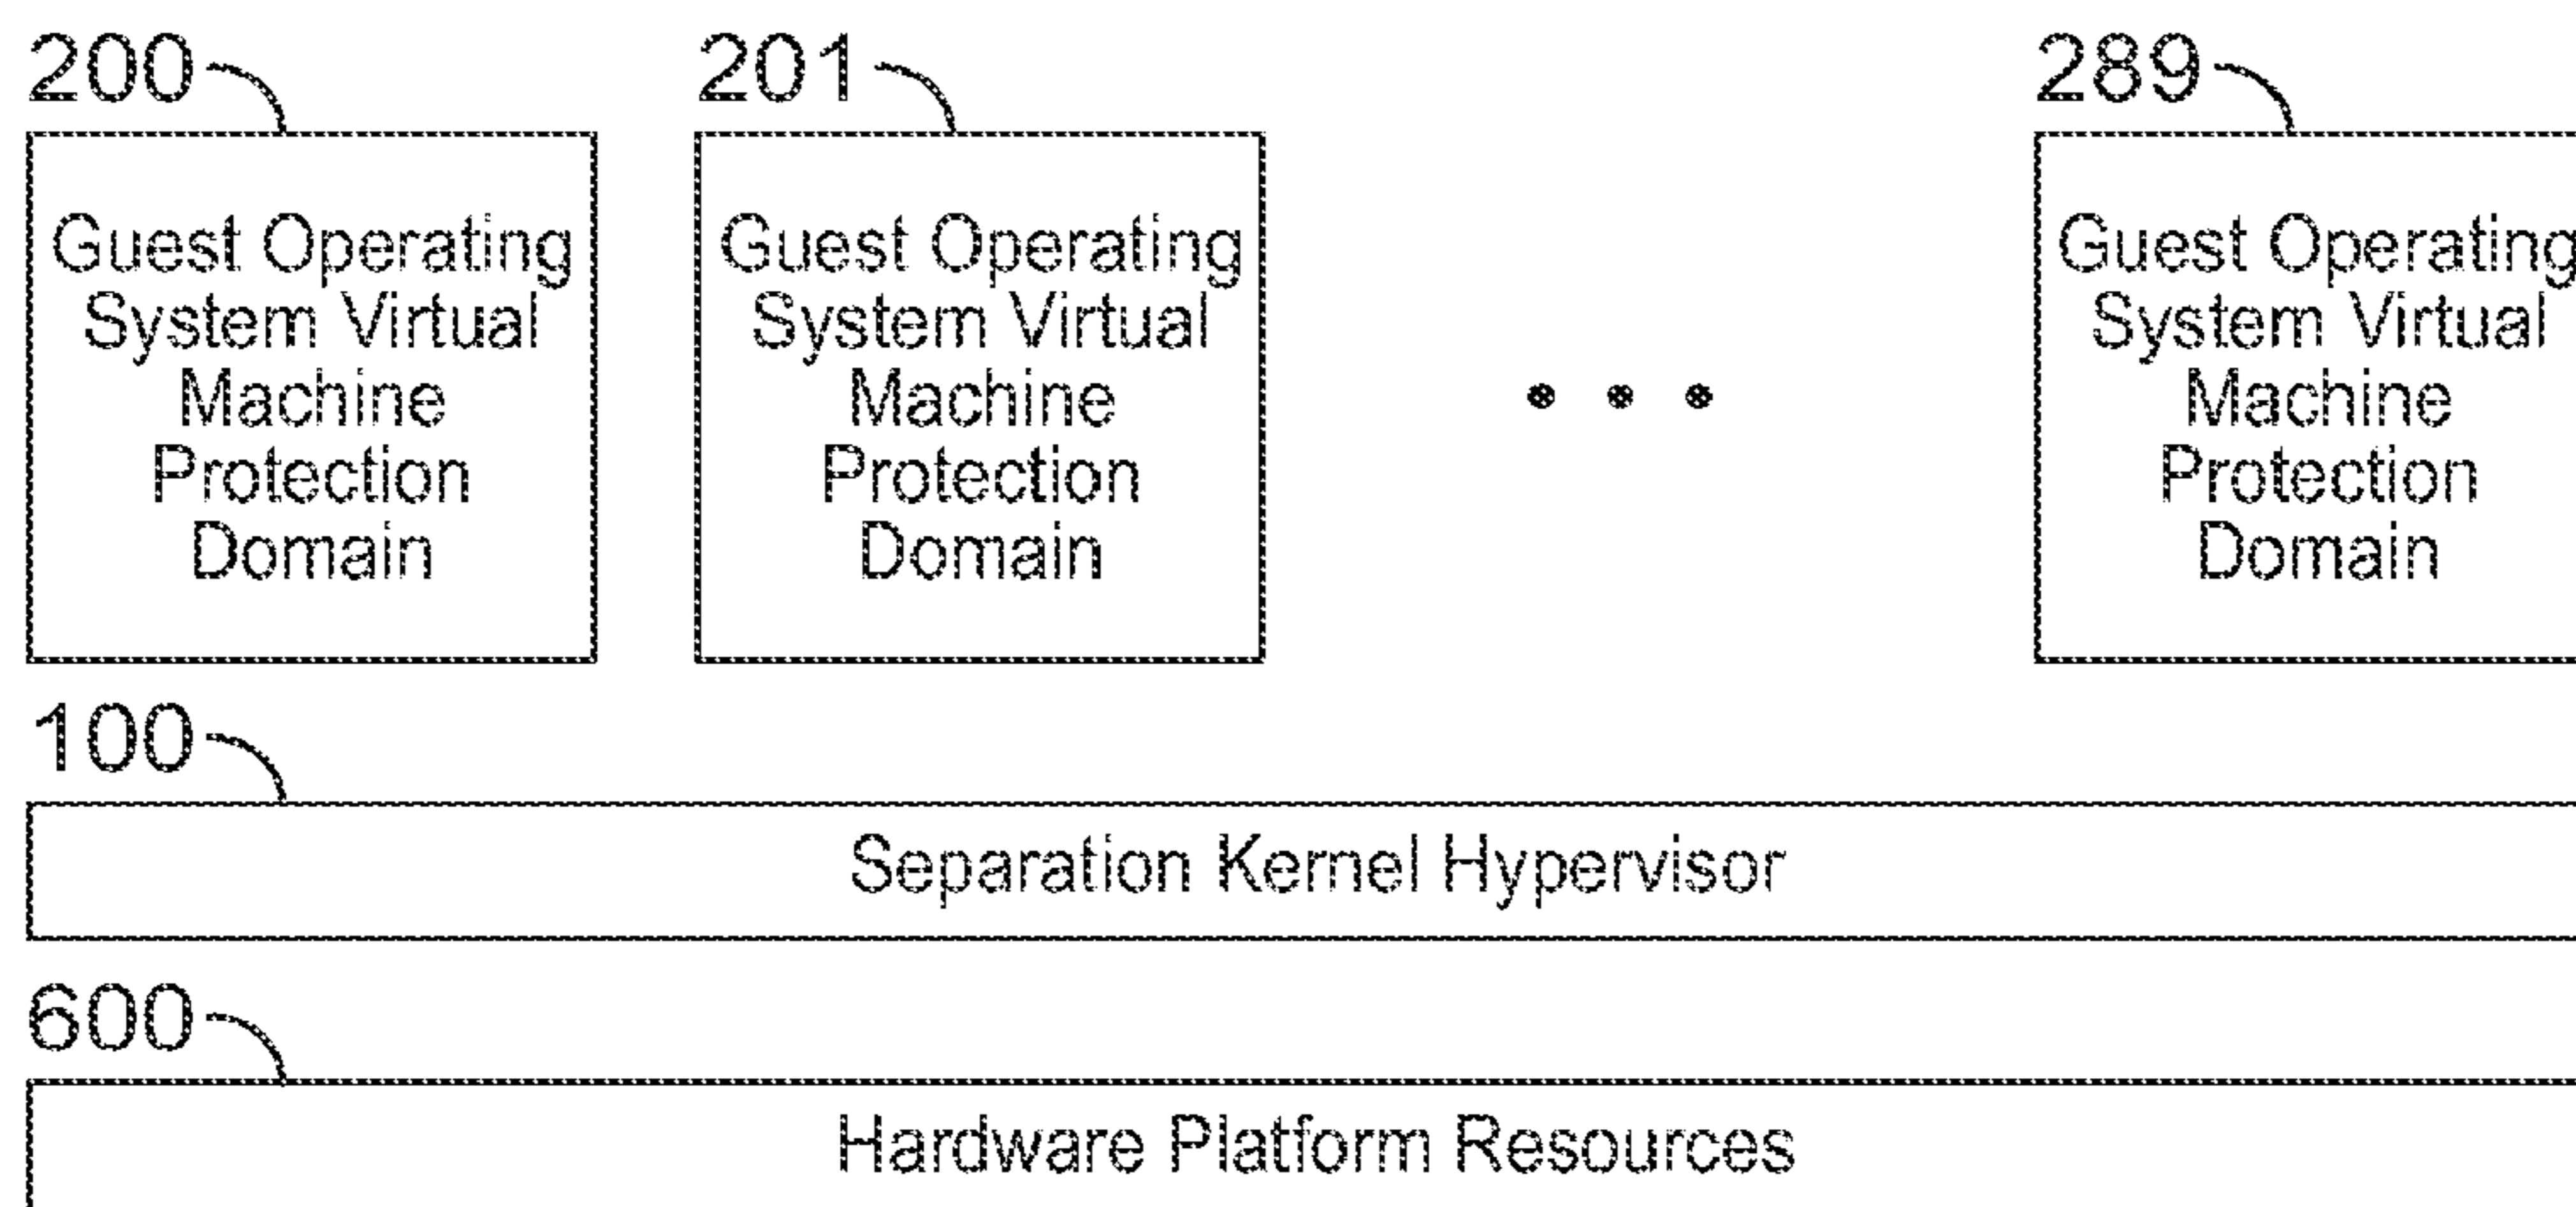 200
201
289
Guest Operating
System Virtual
Machine
Protection
Domain
Guest Operating
System Virtual
Machine
Protection
Domain
Guest Operating
System Virtual
Machine
Protection
Domain
100
Separation Kernel Hypervisor
600
Hardware Platform Resources